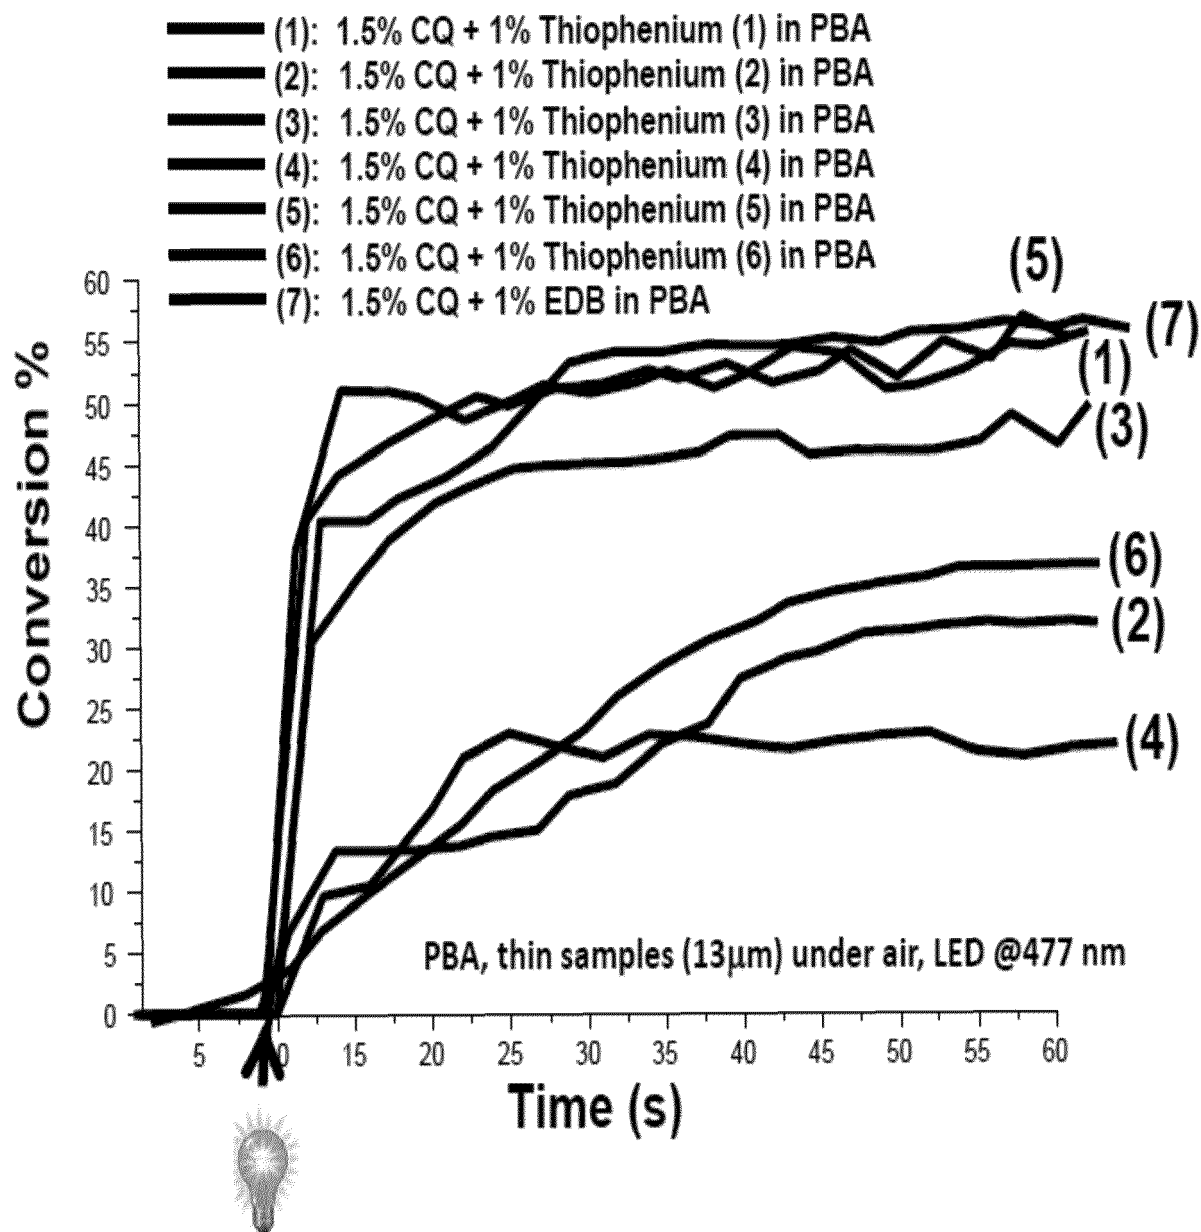 (1): 1.5% CQ + 1% Thiophenium (1) in PBA
(2): 1.5% CQ + 1% Thiophenium (2) in PBA
(3): 1.5% CQ + 1% Thiophenium (3) in PBA
(4): 1.5% CQ + 1% Thiophenium (4) in PBA
(5): 1.5% CQ + 1% Thiophenium (5) in PBA
(6): 1.5% CQ + 1% Thiophenium (6) in PBA
(7): 1.5% CQ + 1% EDB in PBA
Conversion %
60
55
50
45
40
35
30
25
20
15
10
5
0
(5)
(7)
(1)
(3)
(6)
(2)
(4)
PBA, thin samples (13µm) under air, LED @477 nm
5 10 15 20 25 30 35 40 45 50 55 60
Time (s)